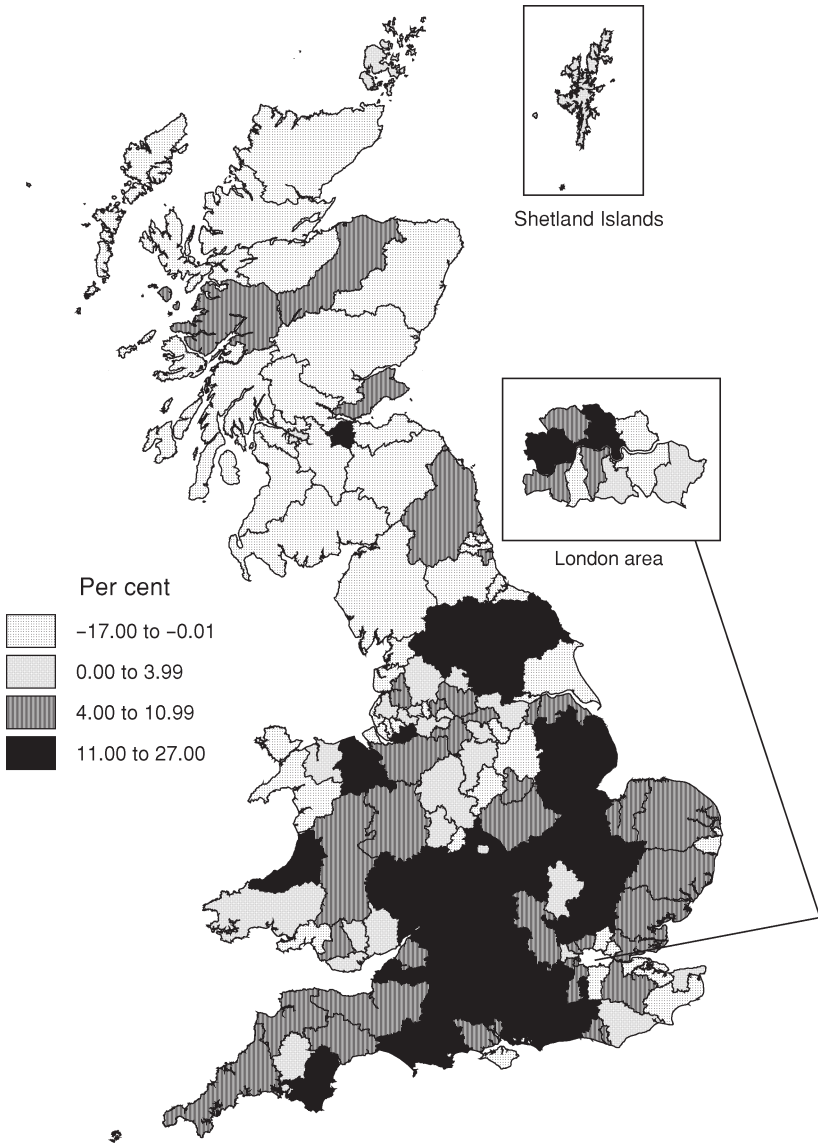 Shetland Islands
London area
Per cent
−17.00 to −0.01
0.00 to 3.99
4.00 to 10.99
11.00 to 27.00